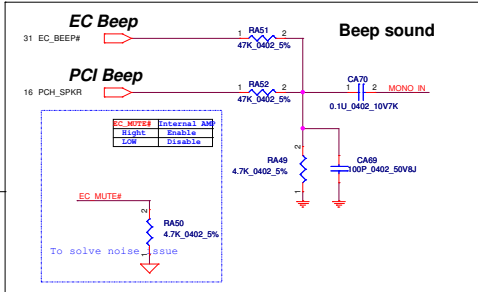 EC Beep
Beep sound
31 EC_BEEP#
1 RA51 2
47K_0402_5%
PCI Beep
16 PCH_SPKR
1 RA52 2
47K_0402_5%
CA70
1 2 MONO_IN
0.1U_0402_10V7K
EC_MUTE# Internal AMP
Hight Enable
LOW Disable
2
RA49
4.7K_0402_5%
1
CA69
100P_0402_50V8J
EC_MUTE#
2
RA50
4.7K_0402_5%
1
To solve noise issue